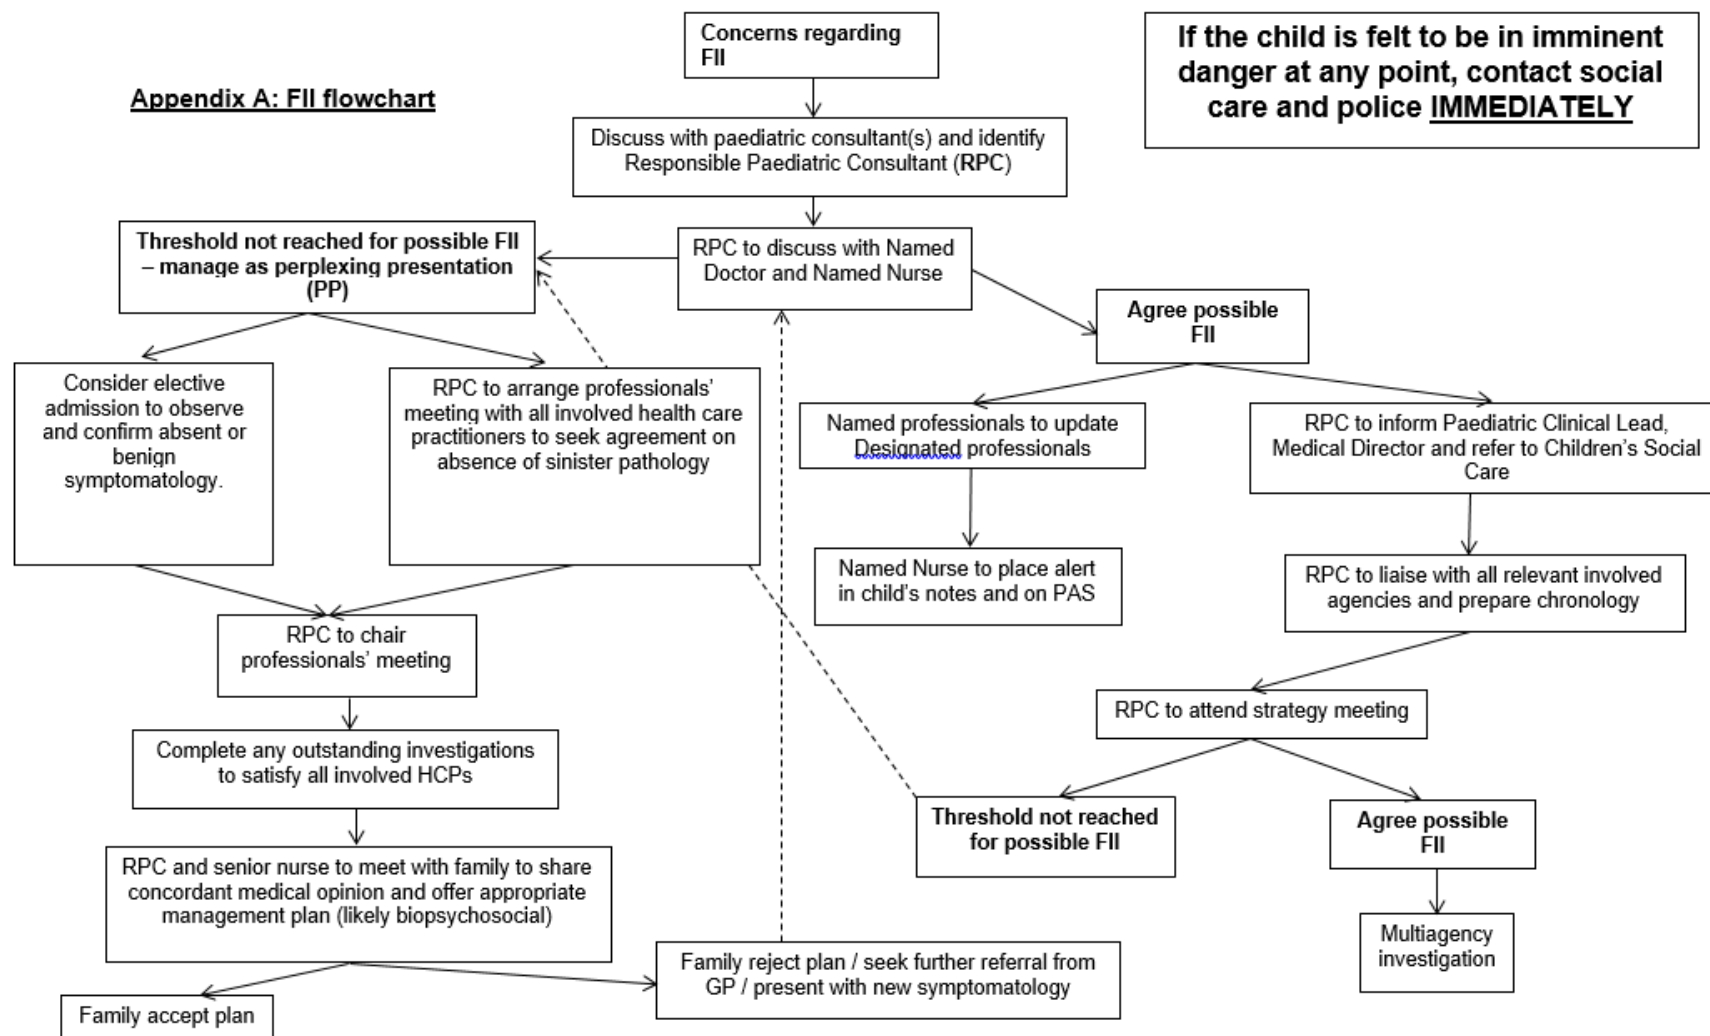 Concerns regarding
FII
If the child is felt to be in imminent
danger at any point, contact social
care and police IMMEDIATELY
Appendix A: FII flowchart
Discuss with paediatric consultant(s) and identify
Responsible Paediatric Consultant (RPC)
Threshold not reached for possible FII
– manage as perplexing presentation
(PP)
RPC to discuss with Named
Doctor and Named Nurse
Agree possible
FII
Consider elective
admission to observe
and confirm absent or
benign
symptomatology.
RPC to arrange professionals’
meeting with all involved health care
practitioners to seek agreement on
absence of sinister pathology
Named professionals to update
Designated professionals
RPC to inform Paediatric Clinical Lead,
Medical Director and refer to Children’s Social
Care
Named Nurse to place alert
in child’s notes and on PAS
RPC to liaise with all relevant involved
agencies and prepare chronology
RPC to chair
professionals’ meeting
RPC to attend strategy meeting
Complete any outstanding investigations
to satisfy all involved HCPs
Threshold not reached
for possible FII
Agree possible
FII
RPC and senior nurse to meet with family to share
concordant medical opinion and offer appropriate
management plan (likely biopsychosocial)
Multiagency
investigation
Family reject plan / seek further referral from
GP / present with new symptomatology
Family accept plan